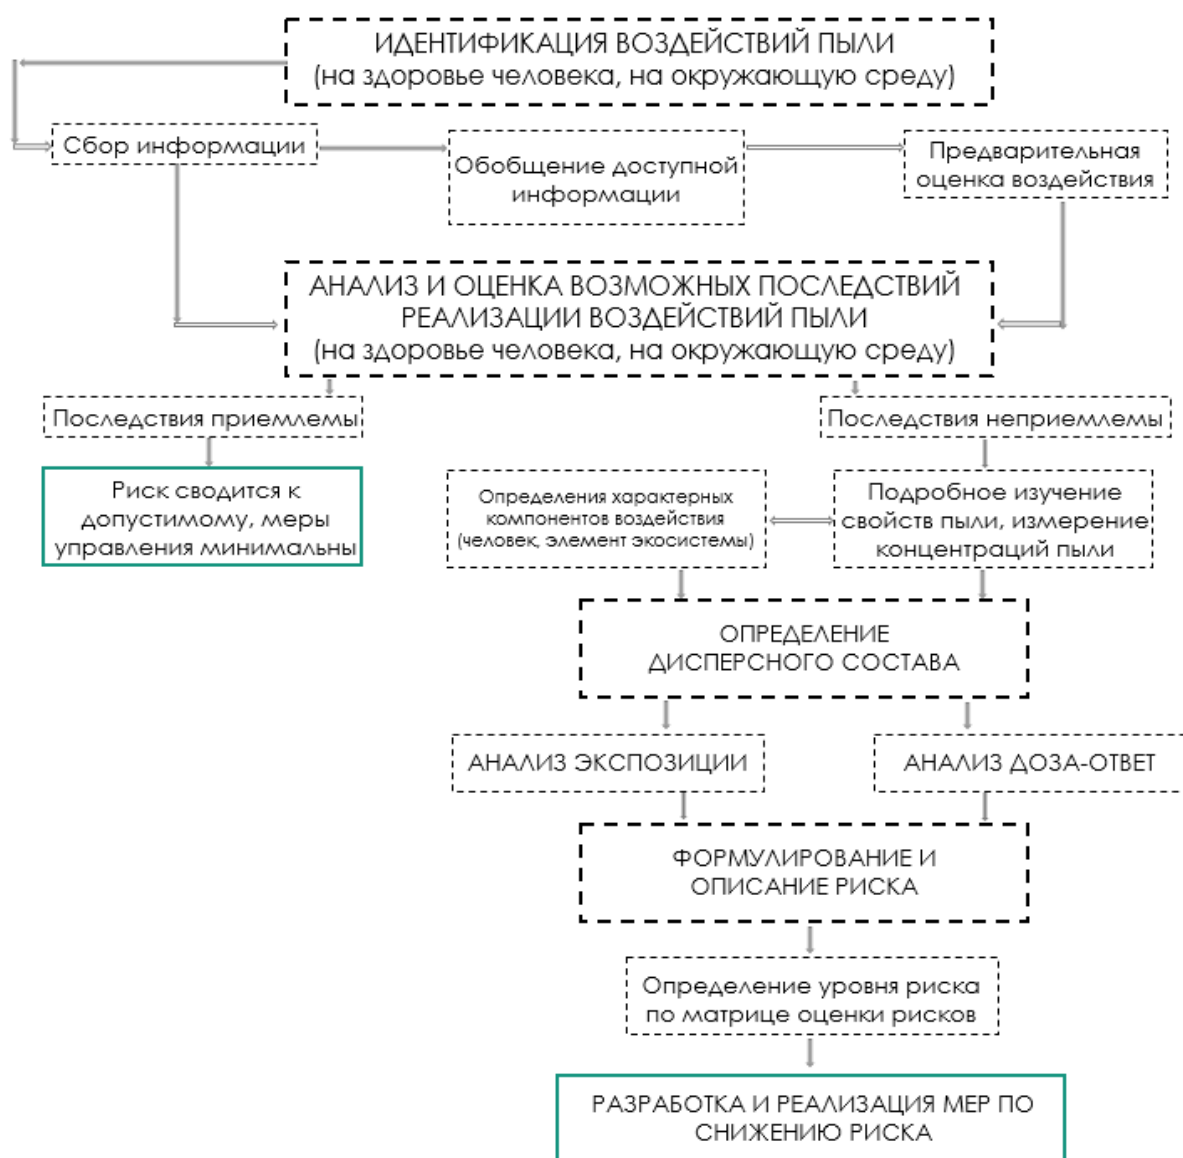 ИДЕНТИФИКАЦИЯ ВОЗДЕЙСТВИЙ ПЫЛИ
(на здоровье человека, на окружающую среду)
Сбор информации
Обобщение доступной
информации
Предварительная
оценка воздействия
АНАЛИЗ И ОЦЕНКА ВОЗМОЖНЫХ ПОСЛЕДСТВИЙ
РЕАЛИЗАЦИИ ВОЗДЕЙСТВИЙ ПЫЛИ
(на здоровье человека, на окружающую среду)
Последствия приемлемы
Последствия неприемлемы
Риск сводится к
допустимому, меры
управления минимальны
Определения характерных
компонентов воздействия
(человек, элемент экосистемы)
Подробное изучение
свойств пыли, измерение
концентраций пыли
ОПРЕДЕЛЕНИЕ
ДИСПЕРСНОГО СОСТАВА
АНАЛИЗ ЭКСПОЗИЦИИ
АНАЛИЗ ДОЗА-ОТВЕТ
ФОРМУЛИРОВАНИЕ И
ОПИСАНИЕ РИСКА
Определение уровня риска
по матрице оценки рисков
РАЗРАБОТКА И РЕАЛИЗАЦИЯ МЕР ПО
СНИЖЕНИЮ РИСКА